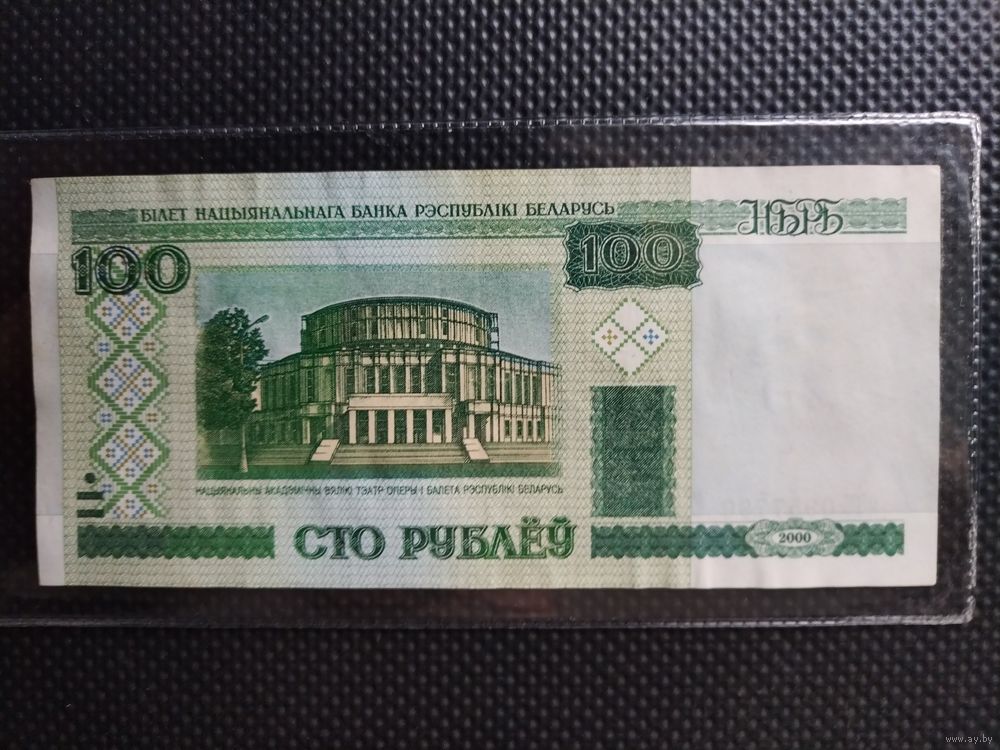 БІЛЕТ НАЦЫЯНАЛЬНАГА БАНКА РЭСПУБЛІКІ БЕЛАРУСЬ
НБРБ
100
100
НАЦЫЯНАЛЬНЫ АКАДЭМІЧНЫ ВЯЛІКІ ТЭАТР ОПЕРЫ І БАЛЕТА РЭСПУБЛІКІ БЕЛАРУСЬ
СТО РУБЛЁЎ
2000
www.ay.by